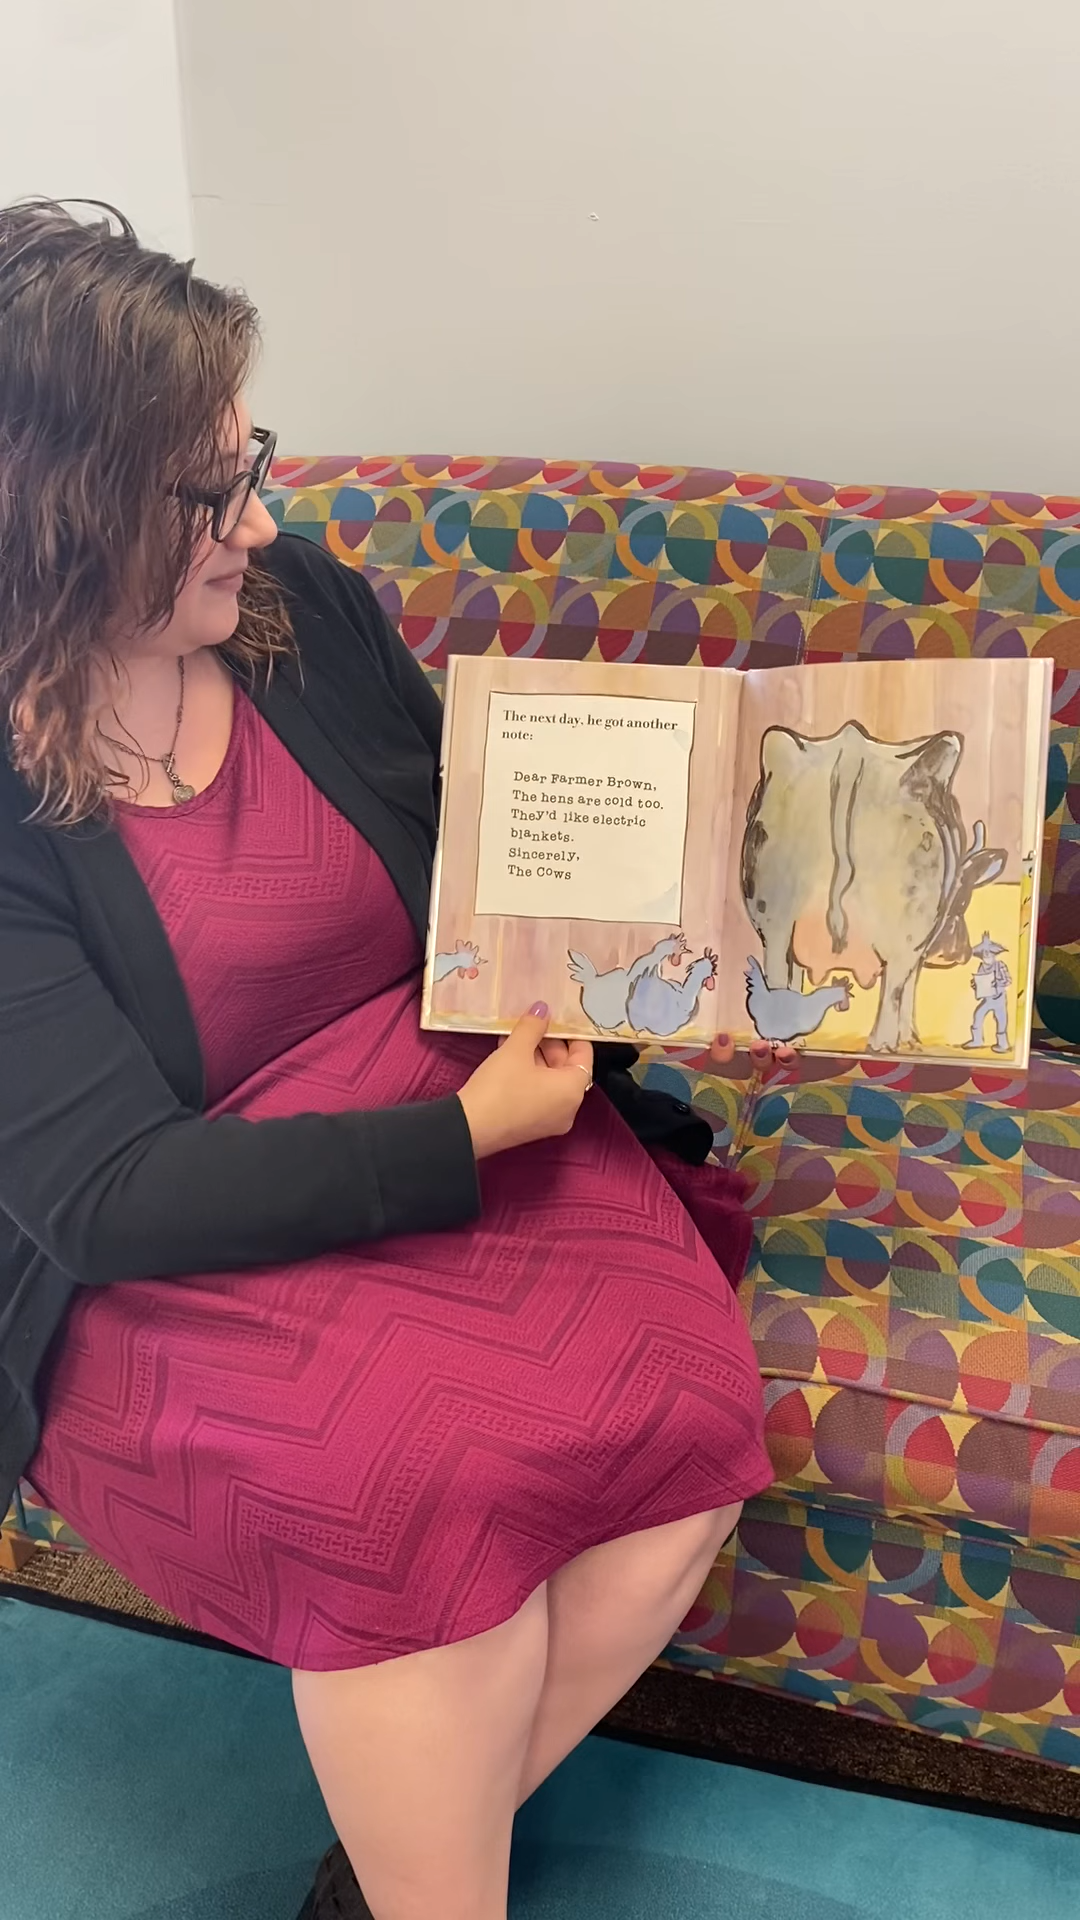 The next day, he got another
note:
Dear Farmer Brown,
The hens are cold too.
They'd like electric
blankets.
Sincerely,
The Cows